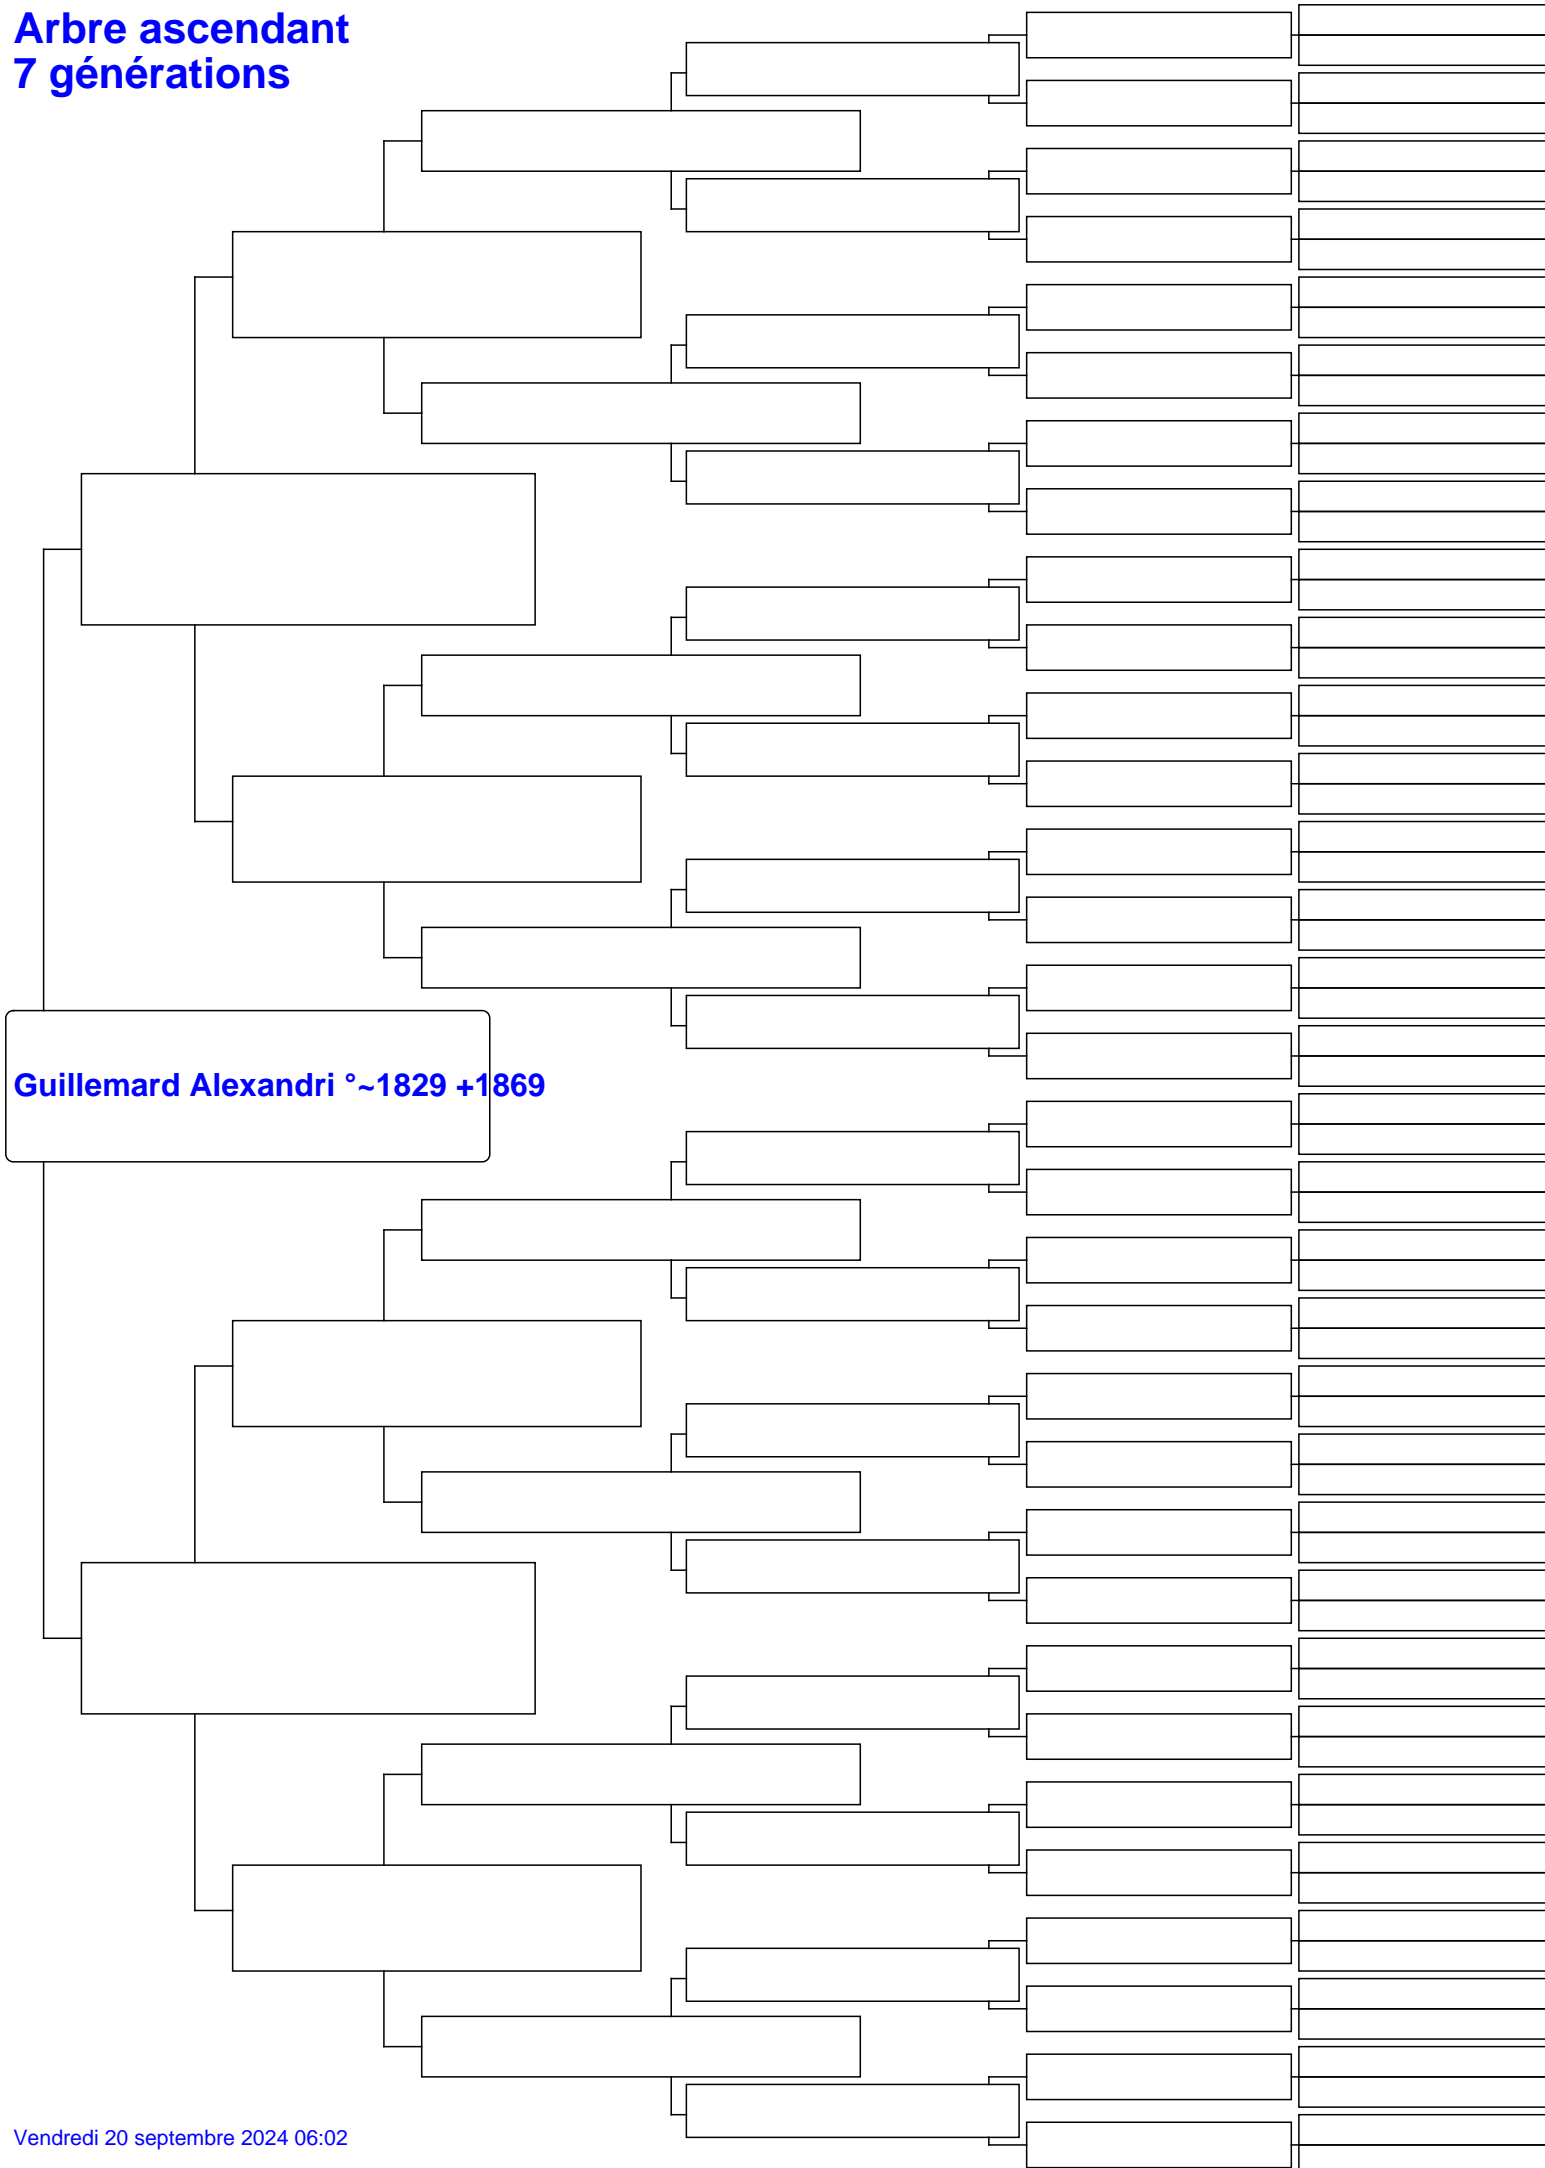 Arbre ascendant
7 générations
Guillemard Alexandri °~1829 +1869
Vendredi 20 septembre 2024 06:02